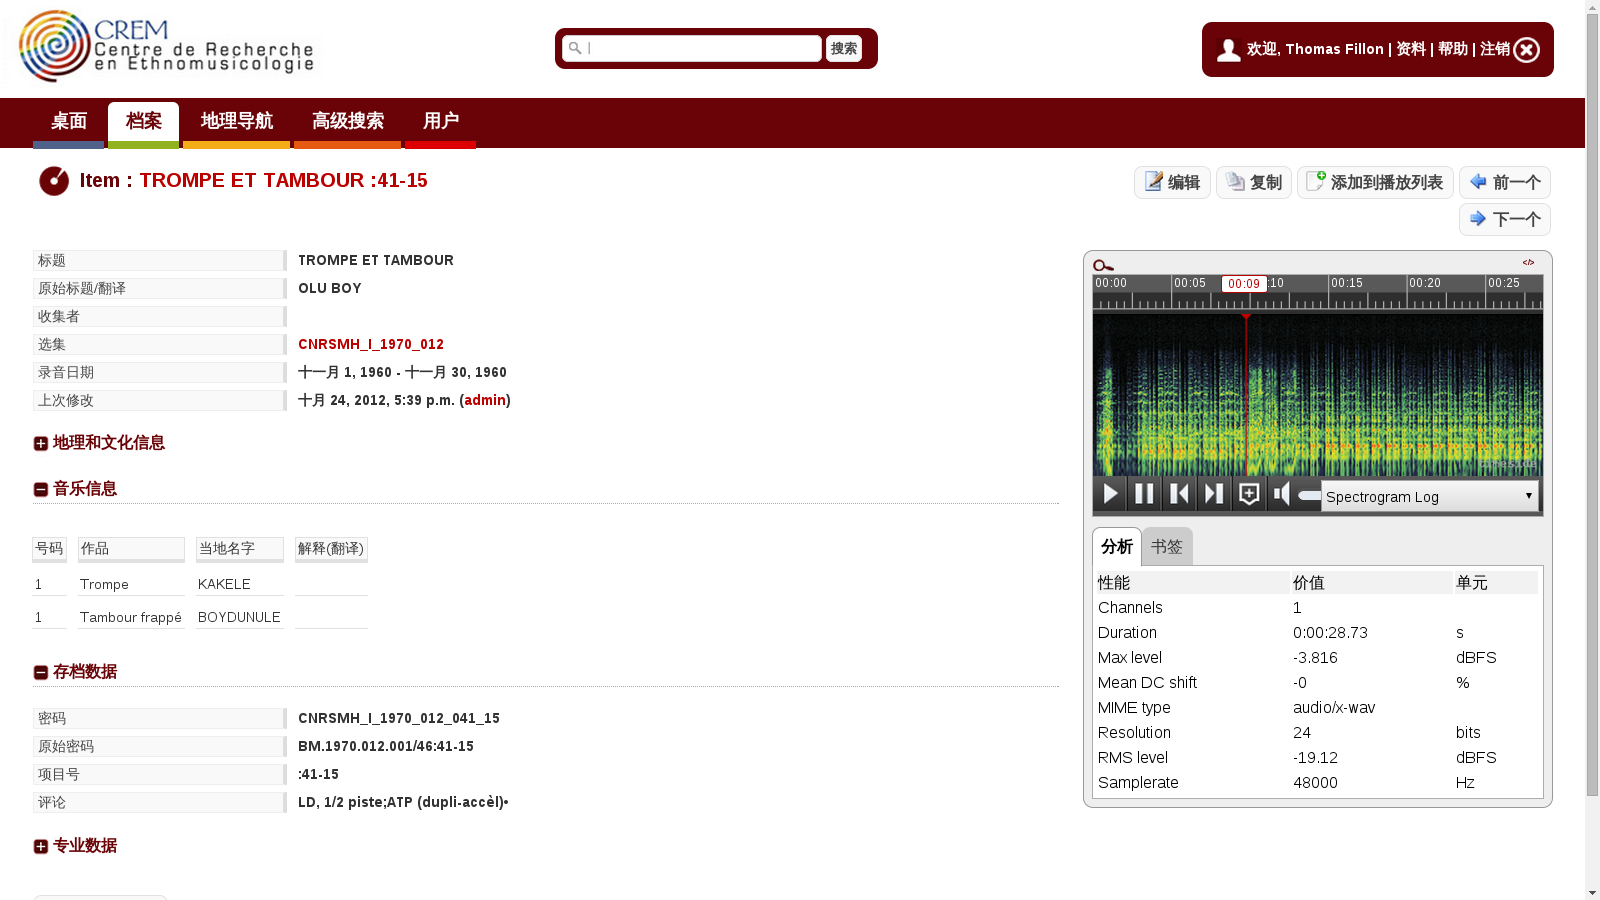 CREM
Centre de Recherche
en Ethnomusicologie
搜索
欢迎, Thomas Fillon | 资料 | 帮助 | 注销
桌面 档案 地理导航 高级搜索 用户
Item : TROMPE ET TAMBOUR :41-15
编辑 复制 添加到播放列表 前一个
下一个
标题 TROMPE ET TAMBOUR
原始标题/翻译 OLU BOY
收集者
选集 CNRSMH_I_1970_012
录音日期 十一月 1, 1960 - 十一月 30, 1960
上次修改 十月 24, 2012, 5:39 p.m. (admin)
地理和文化信息
音乐信息
号码 作品 当地名字 解释(翻译)
1 Trompe KAKELE
1 Tambour frappé BOYDUNULE
存档数据
密码 CNRSMH_I_1970_012_041_15
原始密码 BM.1970.012.001/46:41-15
项目号 :41-15
评论 LD, 1/2 piste;ATP (dupli-accèl)•
专业数据
</>
00:00 00:05 00:09 :10 00:15 00:20 00:25
timeside
Spectrogram Log
分析 书签
性能 价值 单元
Channels 1
Duration 0:00:28.73 s
Max level -3.816 dBFS
Mean DC shift -0 %
MIME type audio/x-wav
Resolution 24 bits
RMS level -19.12 dBFS
Samplerate 48000 Hz